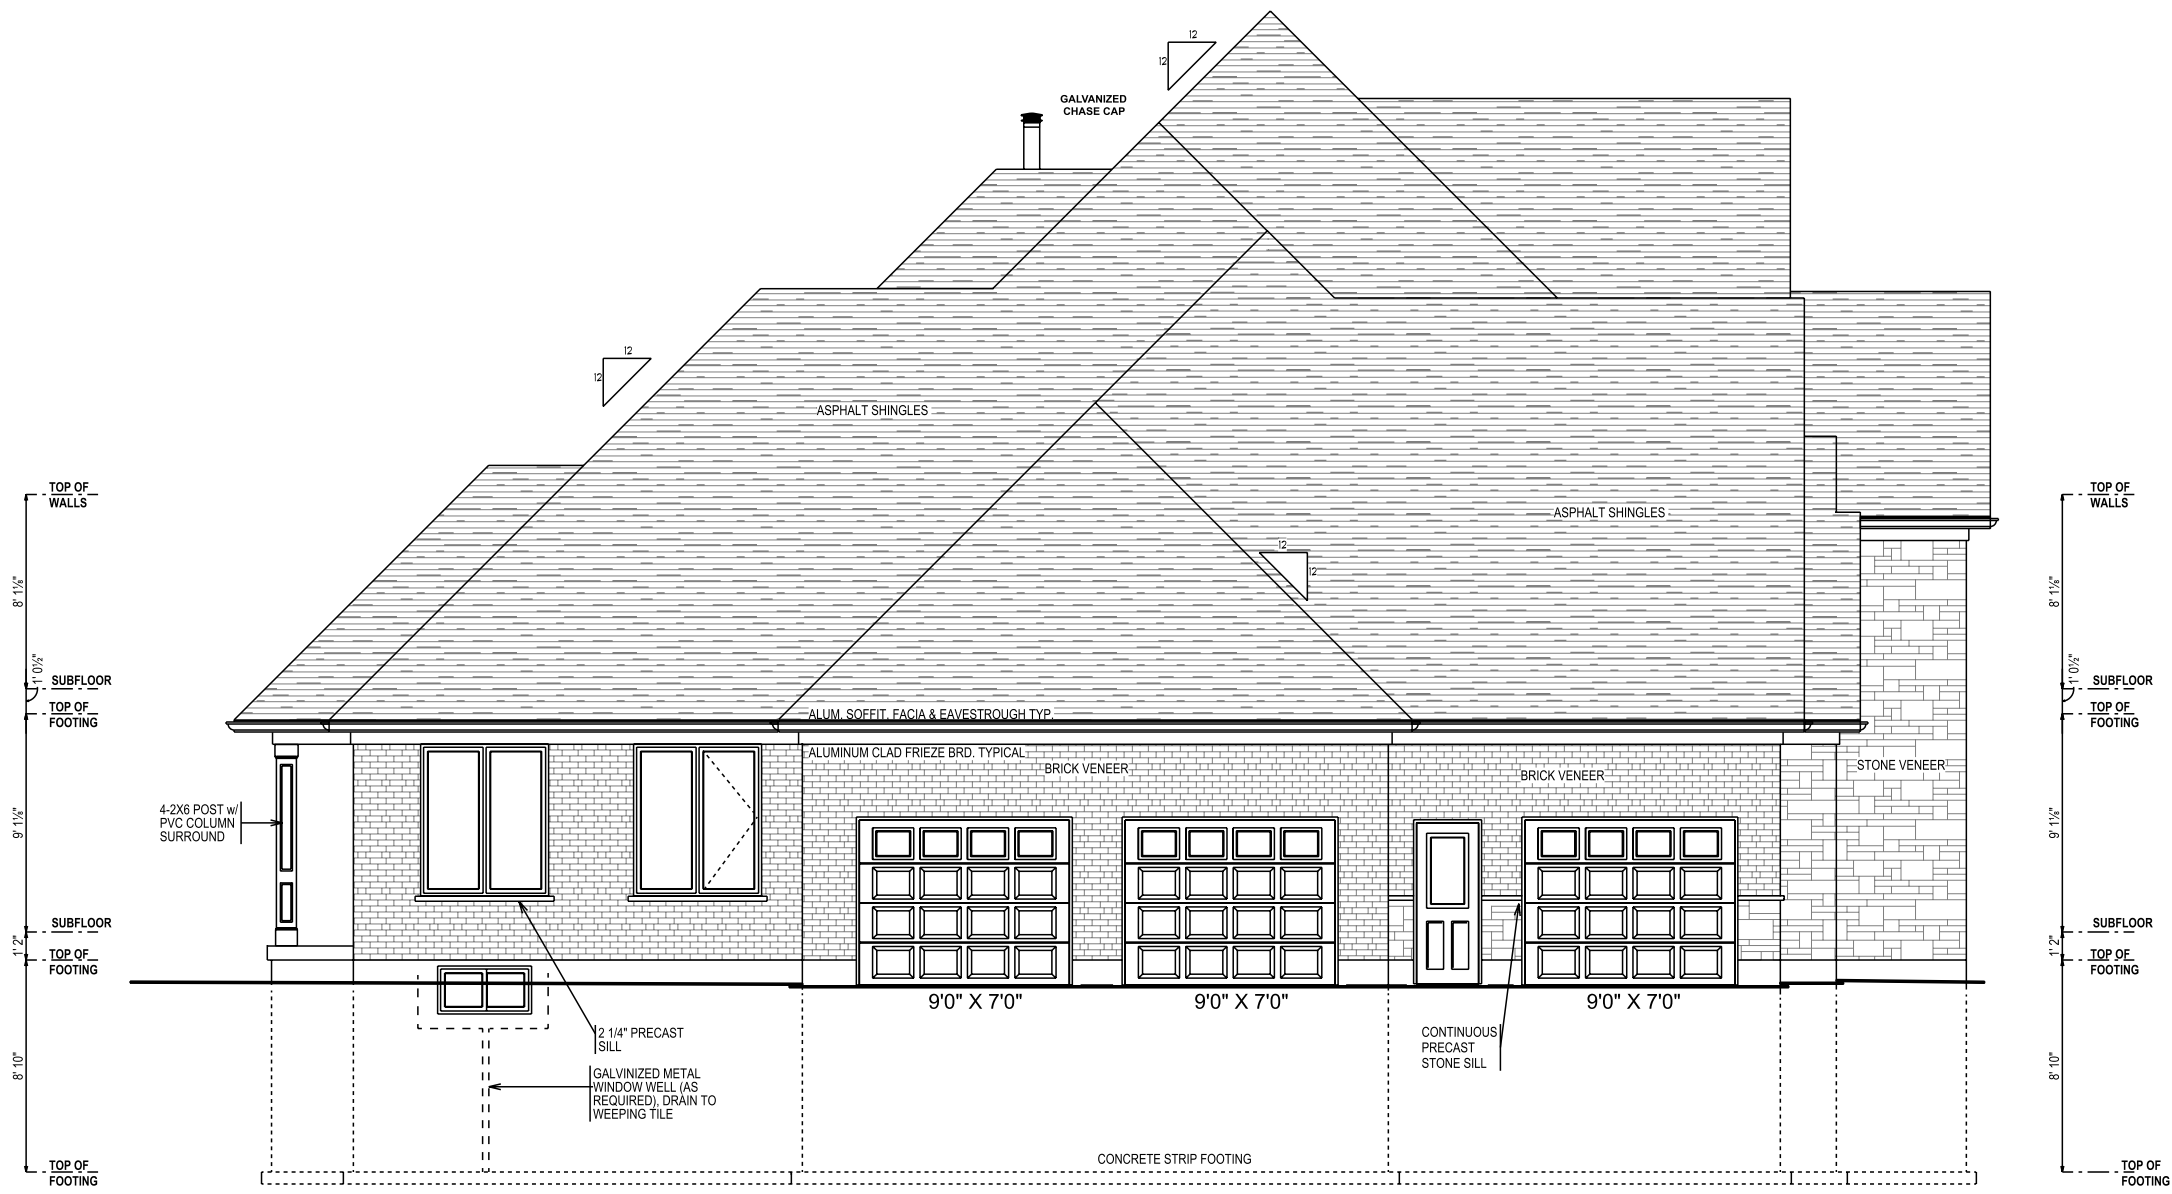 12
12
GALVANIZED
CHASE CAP
12
12
ASPHALT SHINGLES
TOP OF
WALLS
TOP OF
WALLS
ASPHALT SHINGLES
12
12
8' 1⅛"
8' 1⅛"
1' 0½"
1' 0½"
SUBFLOOR
SUBFLOOR
TOP OF
FOOTING
TOP OF
FOOTING
ALUM. SOFFIT, FACIA & EAVESTROUGH TYP.
ALUMINUM CLAD FRIEZE BRD. TYPICAL
BRICK VENEER
BRICK VENEER
STONE VENEER
4-2X6 POST w/
PVC COLUMN
SURROUND
9' 1⅛"
9' 1⅛"
SUBFLOOR
SUBFLOOR
1' 2"
1' 2"
TOP OF
FOOTING
TOP OF
FOOTING
9'0" X 7'0"
9'0" X 7'0"
9'0" X 7'0"
2 1/4" PRECAST
SILL
CONTINUOUS
PRECAST
STONE SILL
8' 10"
8' 10"
GALVINIZED METAL
WINDOW WELL (AS
REQUIRED), DRAIN TO
WEEPING TILE
CONCRETE STRIP FOOTING
TOP OF
FOOTING
TOP OF
FOOTING